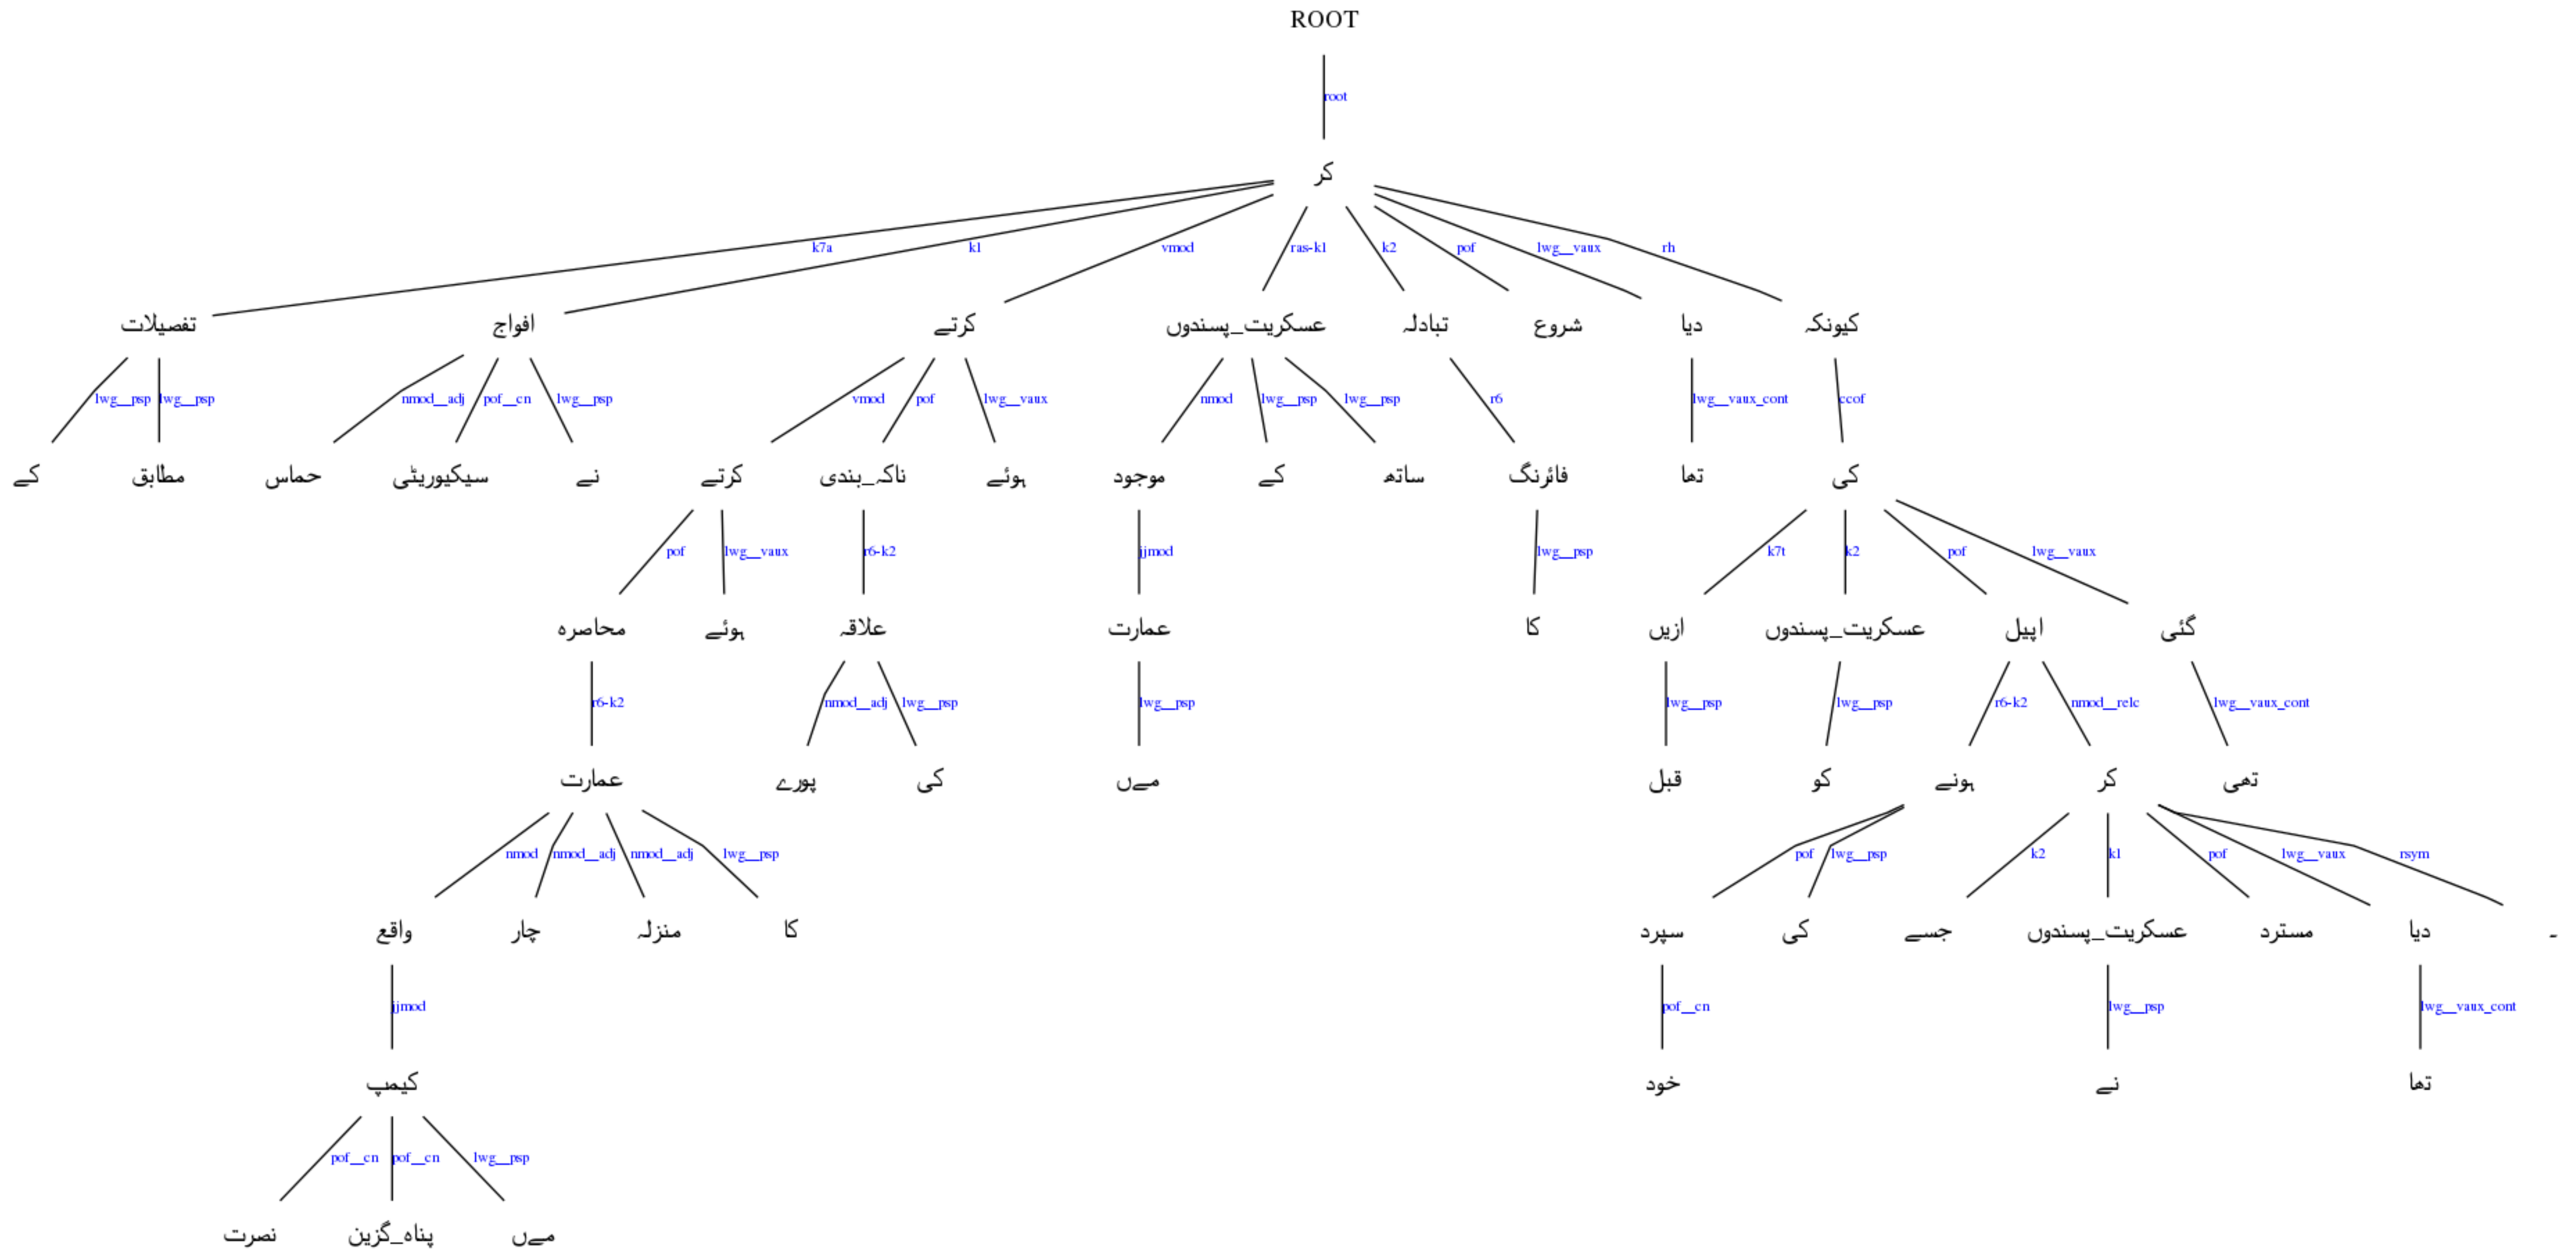 ROOT
root
کر
k7a k1 vmod ras-k1 k2 pof lwg__vaux rh
تفصیلات افواج کرتے عسکریت_پسندوں تبادلہ شروع دیا کیونکہ
lwg__psp lwg__psp nmod__adj pof__cn lwg__psp vmod pof lwg__vaux nmod lwg__psp lwg__psp r6 lwg__vaux_cont ccof
کے مطابق حماس سیکیوریٹی نے کرتے ناکہ_بندی ہوئے موجود کے ساتھ فائرنگ تھا کی
pof lwg__vaux r6-k2 jjmod lwg__psp k7t k2 pof lwg__vaux
محاصرہ ہوئے علاقہ عمارت کا ازیں عسکریت_پسندوں اپیل گئی
r6-k2 nmod__adj lwg__psp lwg__psp lwg__psp lwg__psp r6-k2 nmod__relc lwg__vaux_cont
عمارت پورے کی مےں قبل کو ہونے کر تھی
nmod nmod__adj nmod__adj lwg__psp pof lwg__psp k2 k1 pof lwg__vaux rsym
واقع چار منزلہ کا سپرد کی جسے عسکریت_پسندوں مسترد دیا ۔
jjmod pof__cn lwg__psp lwg__vaux_cont
کیمپ خود نے تھا
pof__cn pof__cn lwg__psp
نصرت پناہ_گزین مےں